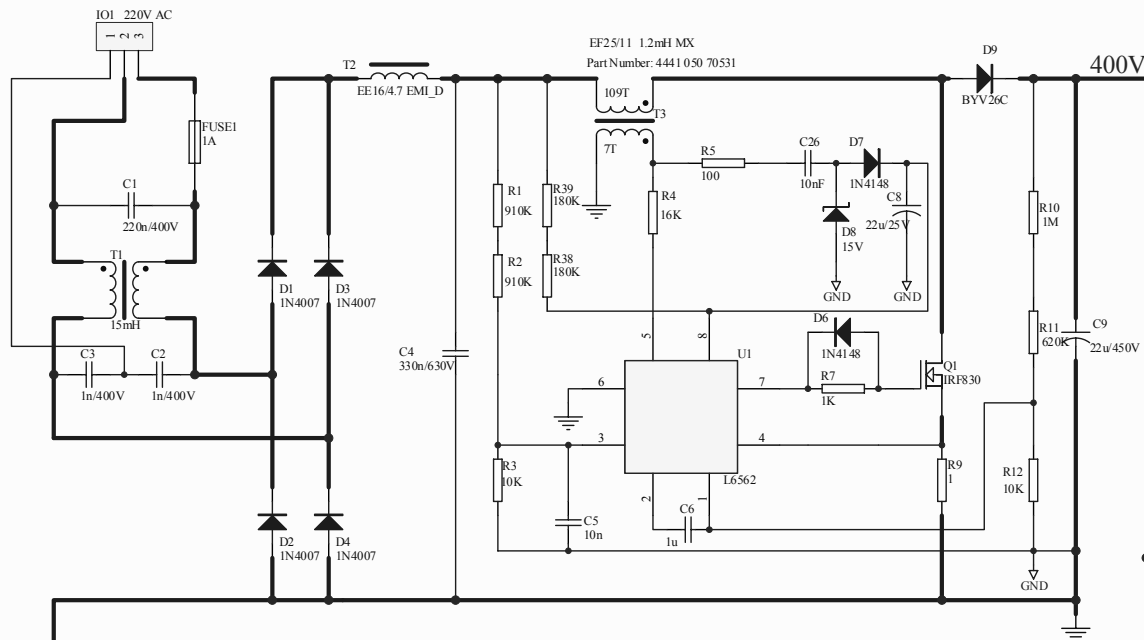 IO1 220V AC
1 2 3
FUSE1
1A
C1
220n/400V
T1
15mH
C3
1n/400V
C2
1n/400V
D1
1N4007
D3
1N4007
D2
1N4007
D4
1N4007
T2
EE16/4.7 EMI_D
C4
330n/630V
EF25/11 1.2mH MX
Part Number: 4441 050 70531
109T
T3
7T
R1
910K
R39
180K
R2
910K
R38
180K
R4
16K
R5
100
C26
10nF
D7
1N4148
C8
22u/25V
D8
15V
GND
GND
D9
BYV26C
400V
R10
1M
R11
620K
C9
22u/450V
D6
1N4148
R7
1K
Q1
IRF830
U1
L6562
5
8
6
7
3
4
2
1
R3
10K
C5
10n
C6
1u
R9
1
R12
10K
GND